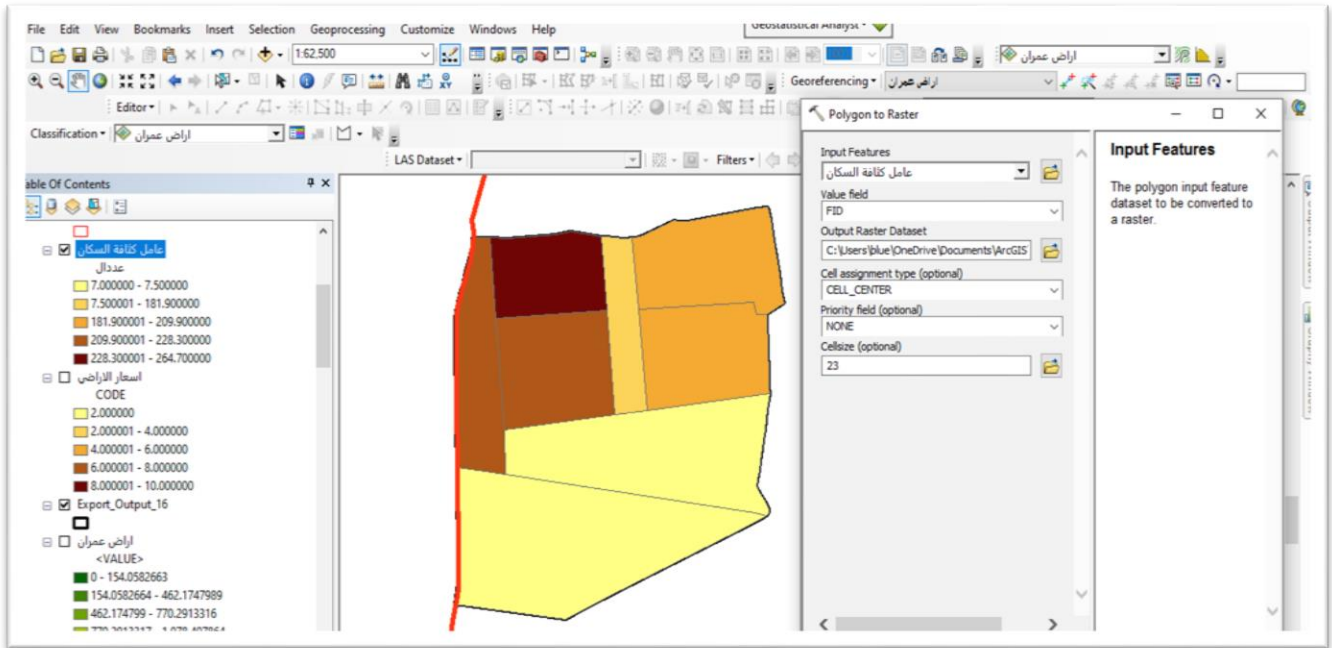 Geostatistical Analyst
File Edit View Bookmarks Insert Selection Geoprocessing Customize Windows Help
1:62,500
اراض عمران
Georeferencing
اراض عمران
Editor
Classification
اراض عمران
LAS Dataset
Filters
able Of Contents
عامل كثافة السكان
عددال
7.000000 - 7.500000
7.500001 - 181.900000
181.900001 - 209.900000
209.900001 - 228.300000
228.300001 - 264.700000
اسعار الاراضي
CODE
2.000000
2.000001 - 4.000000
4.000001 - 6.000000
6.000001 - 8.000000
8.000001 - 10.000000
Export_Output_16
اراض عمران
<VALUE>
0 - 154.0582663
154.0582664 - 462.1747989
462.174799 - 770.2913316
770.2913317 - 1,078.407864
Polygon to Raster
Input Features
عامل كثافة السكان
Value field
FID
Output Raster Dataset
C:\Users\blue\OneDrive\Documents\ArcGIS
Cell assignment type (optional)
CELL_CENTER
Priority field (optional)
NONE
Cellsize (optional)
23
Input Features
The polygon input feature
dataset to be converted to
a raster.